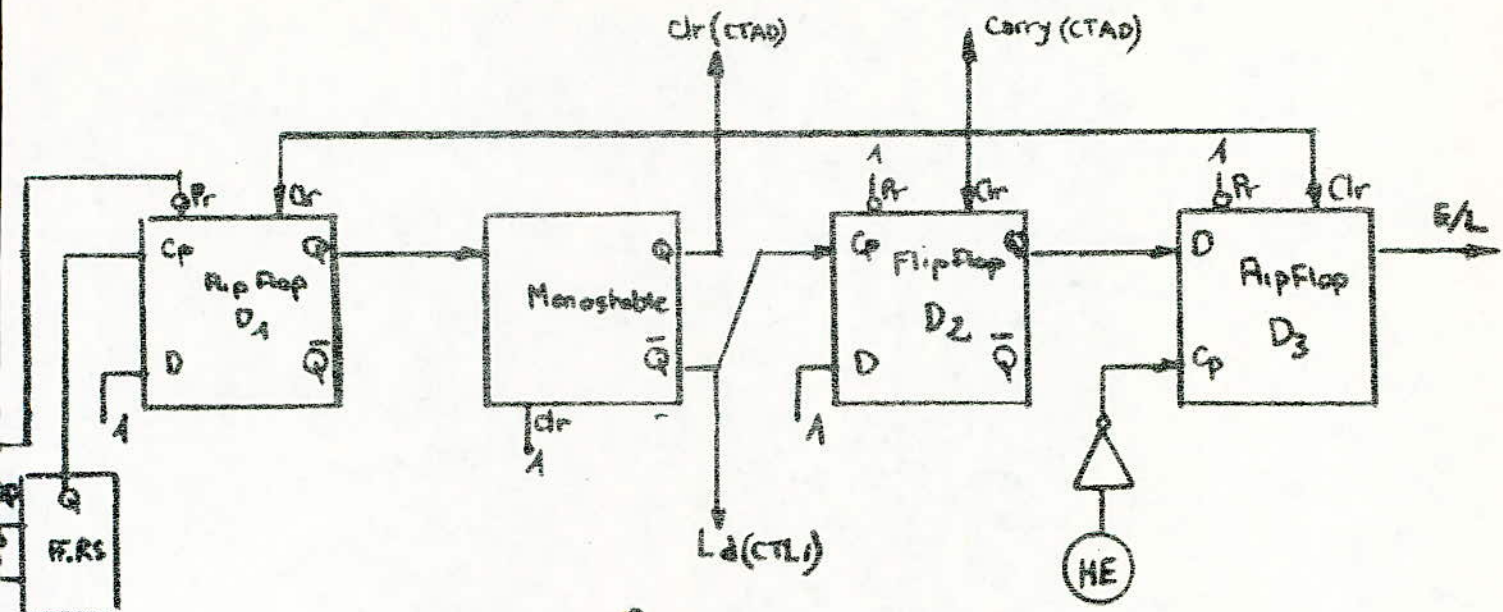 Clr (CTAD)
Carry (CTAD)
Pr
Clr
1
Pr
Clr
1
Pr
Clr
Cp
Q
Flip Flop
D1
D
Q̅
1
Q
Monostable
Q̅
Clr
1
Cp
Q
Flip Flop
D2
D
Q̅
1
D
Flip Flop
D3
Cp
E/L
Q
FF.RS
Ld (CTLi)
HE